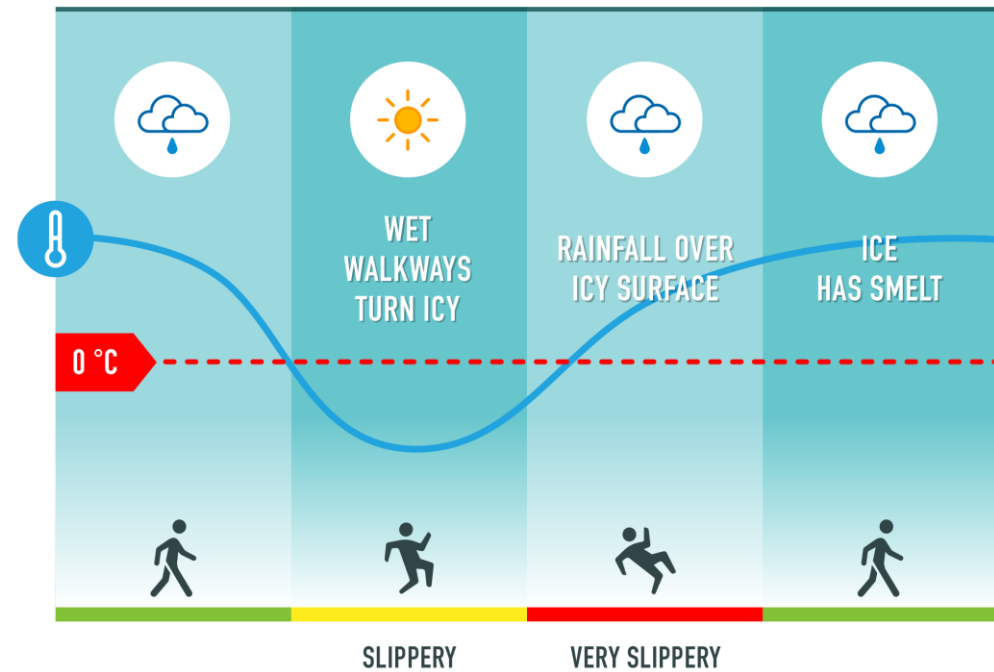 WET
WALKWAYS
TURN ICY
RAINFALL OVER
ICY SURFACE
ICE
HAS SMELT
0 °C
SLIPPERY
VERY SLIPPERY